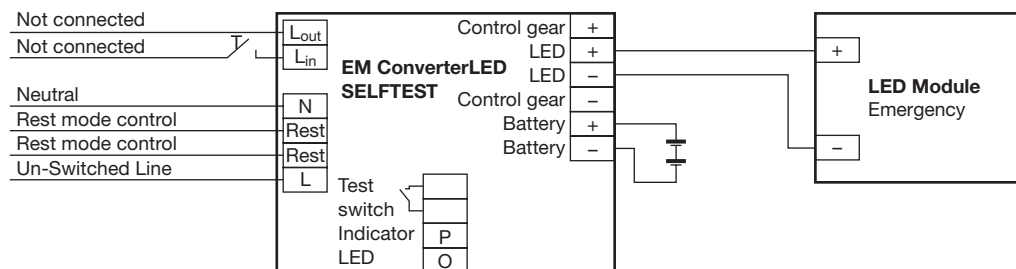 Not connected
Not connected
Neutral
Rest mode control
Rest mode control
Un-Switched Line
Lout
Lin
N
Rest
Rest
L
EM ConverterLED
SELFTEST
Test
switch
Indicator P
LED O
Control gear +
LED +
LED −
Control gear −
Battery +
Battery −
+
−
LED Module
Emergency